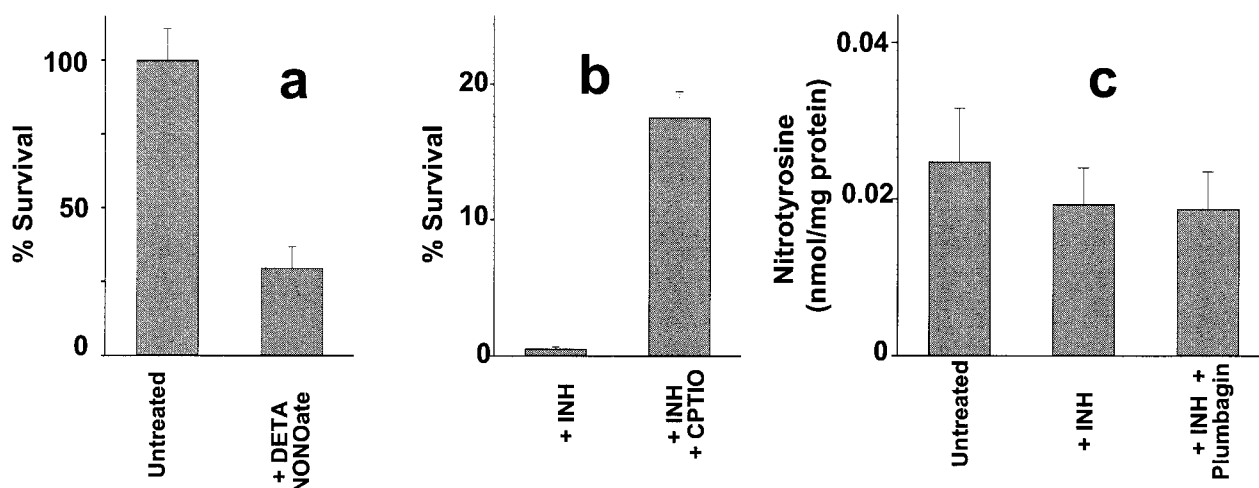 a
% Survival
100
50
0
Untreated
+ DETA
NONOate
b
% Survival
20
10
0
+ INH
+ INH
+ CPTIO
c
Nitrotyrosine
(nmol/mg protein)
0.04
0.02
0
Untreated
+ INH
+ INH +
Plumbagin